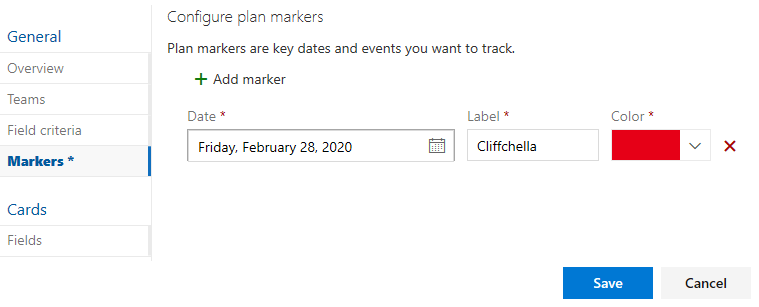 Configure plan markers
General
Plan markers are key dates and events you want to track.
Overview
+ Add marker
Teams
Date * Label * Color *
Field criteria
Friday, February 28, 2020 Cliffchella
Markers *
Cards
Fields
Save Cancel